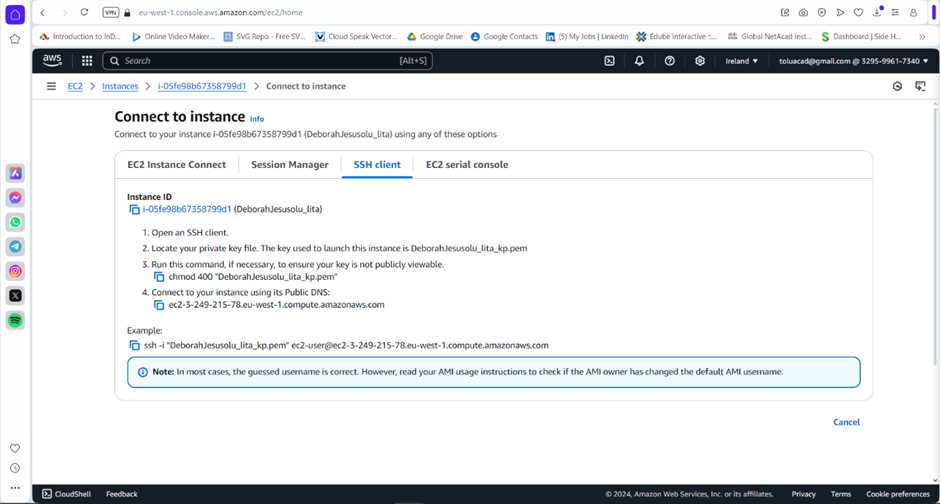 VPN eu-west-1.console.aws.amazon.com/ec2/home
Introduction to InD... Online Video Maker... SVG Repo - Free SV... Cloud Speak Vector... Google Drive Google Contacts (5) My Jobs | LinkedIn Edube Interactive ::... Global NetAcad Inst... Dashboard | Side H...
aws Search [Alt+S] Ireland toluacad@gmail.com @ 3295-9961-7340
EC2 Instances i-05fe98b67358799d1 Connect to instance
Connect to instance Info
Connect to your instance i-05fe98b67358799d1 (DeborahJesusolu_lita) using any of these options
EC2 Instance Connect Session Manager SSH client EC2 serial console
Instance ID
i-05fe98b67358799d1 (DeborahJesusolu_lita)
1. Open an SSH client.
2. Locate your private key file. The key used to launch this instance is DeborahJesusolu_lita_kp.pem
3. Run this command, if necessary, to ensure your key is not publicly viewable.
chmod 400 "DeborahJesusolu_lita_kp.pem"
4. Connect to your instance using its Public DNS:
ec2-3-249-215-78.eu-west-1.compute.amazonaws.com
Example:
ssh -i "DeborahJesusolu_lita_kp.pem" ec2-user@ec2-3-249-215-78.eu-west-1.compute.amazonaws.com
Note: In most cases, the guessed username is correct. However, read your AMI usage instructions to check if the AMI owner has changed the default AMI username.
Cancel
CloudShell Feedback © 2024, Amazon Web Services, Inc. or its affiliates. Privacy Terms Cookie preferences